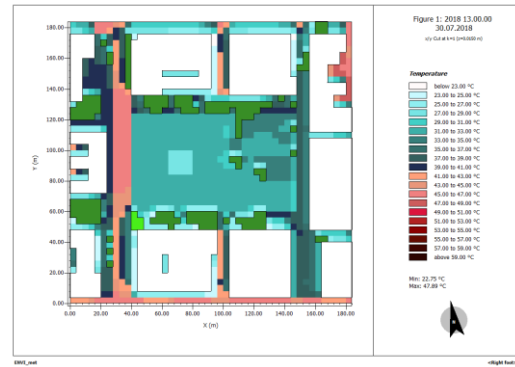 Figure 1: 2018 13.00.00
30.07.2018
x/y Cut at k=0 (z=0.0000 m)
Temperature
below 23.00 °C
23.00 to 25.00 °C
25.00 to 27.00 °C
27.00 to 29.00 °C
29.00 to 31.00 °C
31.00 to 33.00 °C
33.00 to 35.00 °C
35.00 to 37.00 °C
37.00 to 39.00 °C
39.00 to 41.00 °C
41.00 to 43.00 °C
43.00 to 45.00 °C
45.00 to 47.00 °C
47.00 to 49.00 °C
49.00 to 51.00 °C
51.00 to 53.00 °C
53.00 to 55.00 °C
55.00 to 57.00 °C
57.00 to 59.00 °C
above 59.00 °C
Min: 22.75 °C
Max: 47.89 °C
180.00
160.00
140.00
120.00
100.00
80.00
60.00
40.00
20.00
0.00
Y (m)
0.00 20.00 40.00 60.00 80.00 100.00 120.00 140.00 160.00 180.00
X (m)
N
ENVI_met
<Right foot